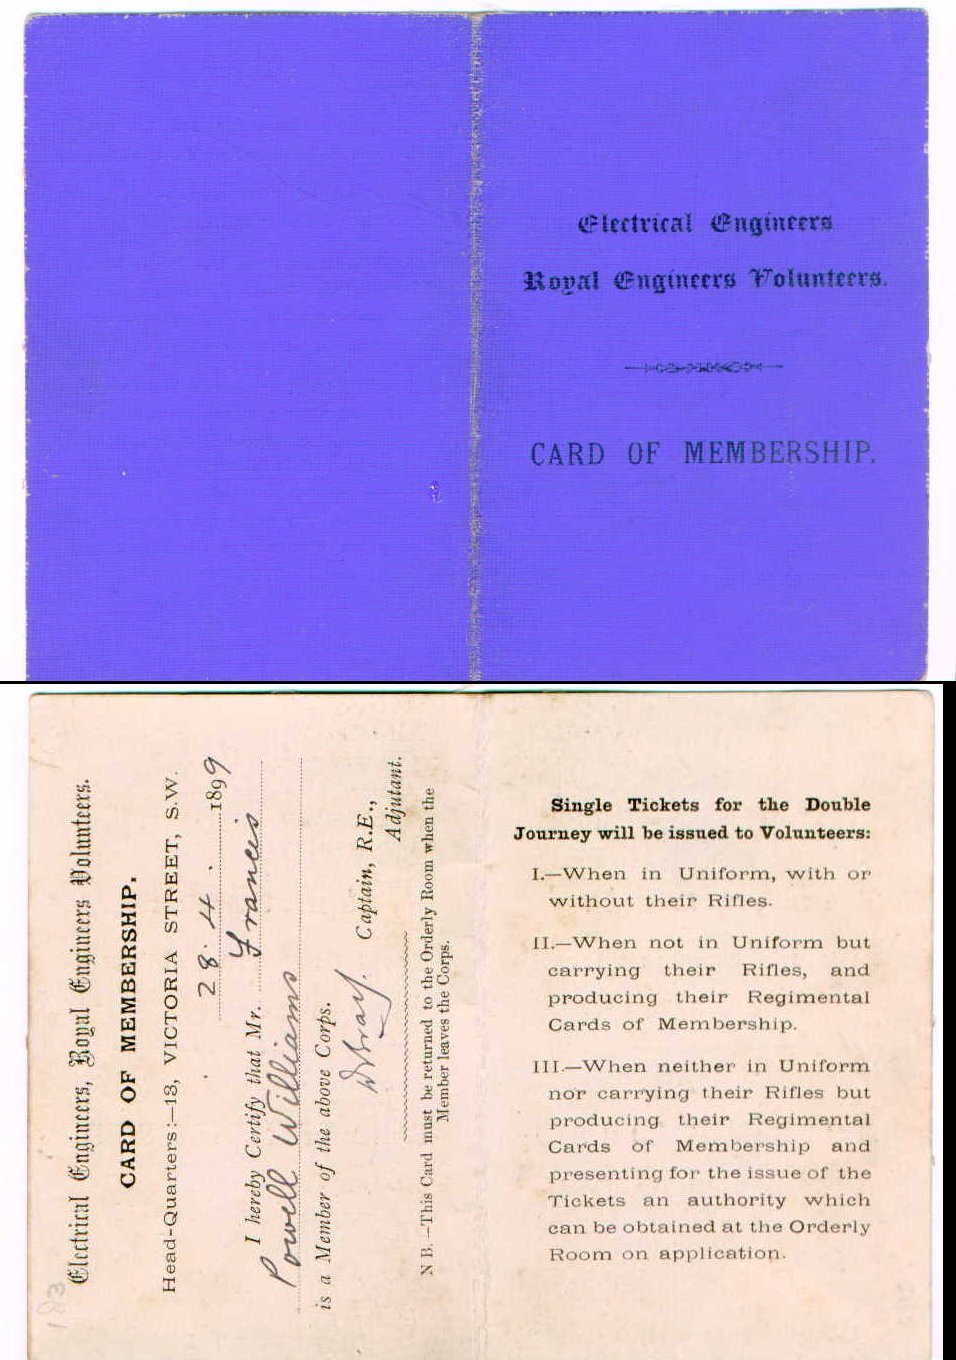 Electrical Engineers
Royal Engineers Volunteers.
CARD OF MEMBERSHIP.
Electrical Engineers, Royal Engineers Volunteers.
CARD OF MEMBERSHIP.
Head-Quarters:—13, VICTORIA STREET, S.W.
28.4.1899
I hereby Certify that Mr. Francis
Powell Williams
is a Member of the above Corps.
Captain, R.E.,
Adjutant.
N B.—This Card must be returned to the Orderly Room when the
Member leaves the Corps.
183
Single Tickets for the Double
Journey will be issued to Volunteers:
I.—When in Uniform, with or
without their Rifles.
II.—When not in Uniform but
carrying their Rifles, and
producing their Regimental
Cards of Membership.
III.—When neither in Uniform
nor carrying their Rifles but
producing their Regimental
Cards of Membership and
presenting for the issue of the
Tickets an authority which
can be obtained at the Orderly
Room on application.